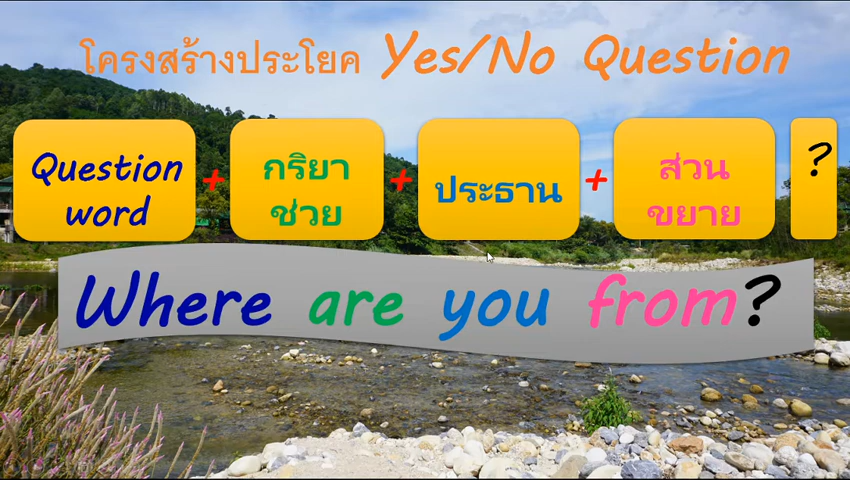 โครงสร้างประโยค Yes/No Question
Question word + กริยา ช่วย + ประธาน + ส่วน ขยาย ?
Where are you from?